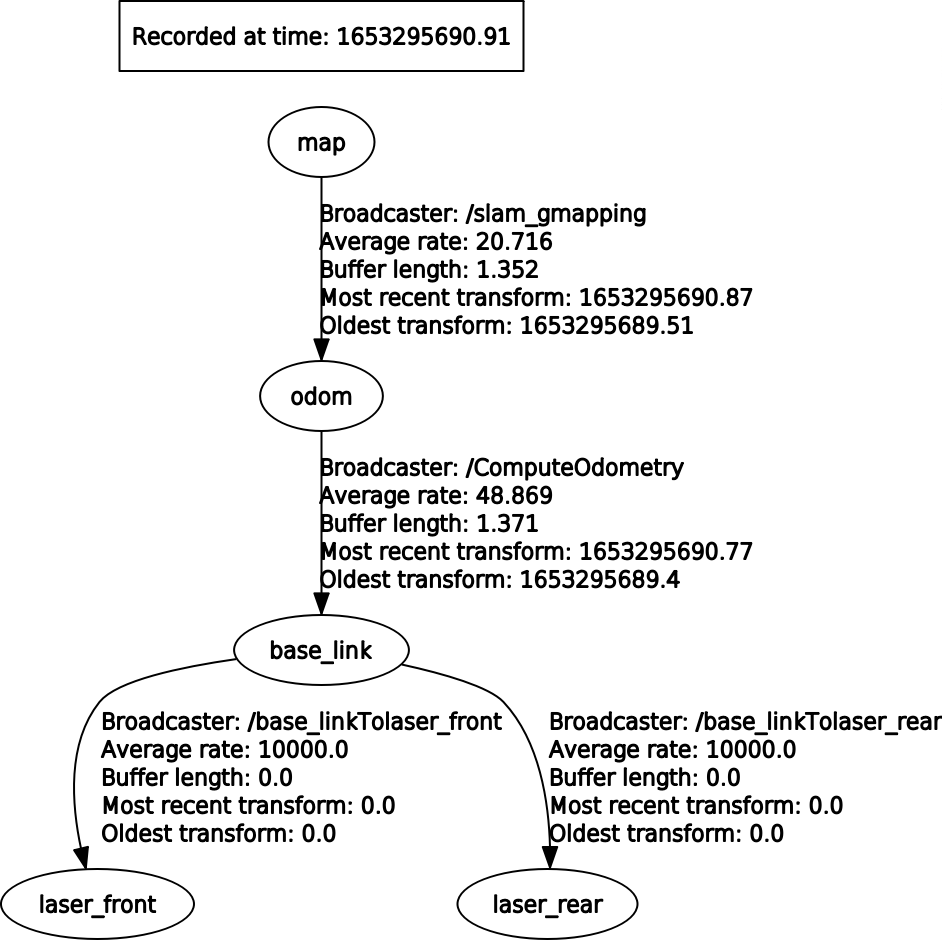 Recorded at time: 1653295690.91
map
Broadcaster: /slam_gmapping
Average rate: 20.716
Buffer length: 1.352
Most recent transform: 1653295690.87
Oldest transform: 1653295689.51
odom
Broadcaster: /ComputeOdometry
Average rate: 48.869
Buffer length: 1.371
Most recent transform: 1653295690.77
Oldest transform: 1653295689.4
base_link
Broadcaster: /base_linkTolaser_front
Average rate: 10000.0
Buffer length: 0.0
Most recent transform: 0.0
Oldest transform: 0.0
Broadcaster: /base_linkTolaser_rear
Average rate: 10000.0
Buffer length: 0.0
Most recent transform: 0.0
Oldest transform: 0.0
laser_front
laser_rear